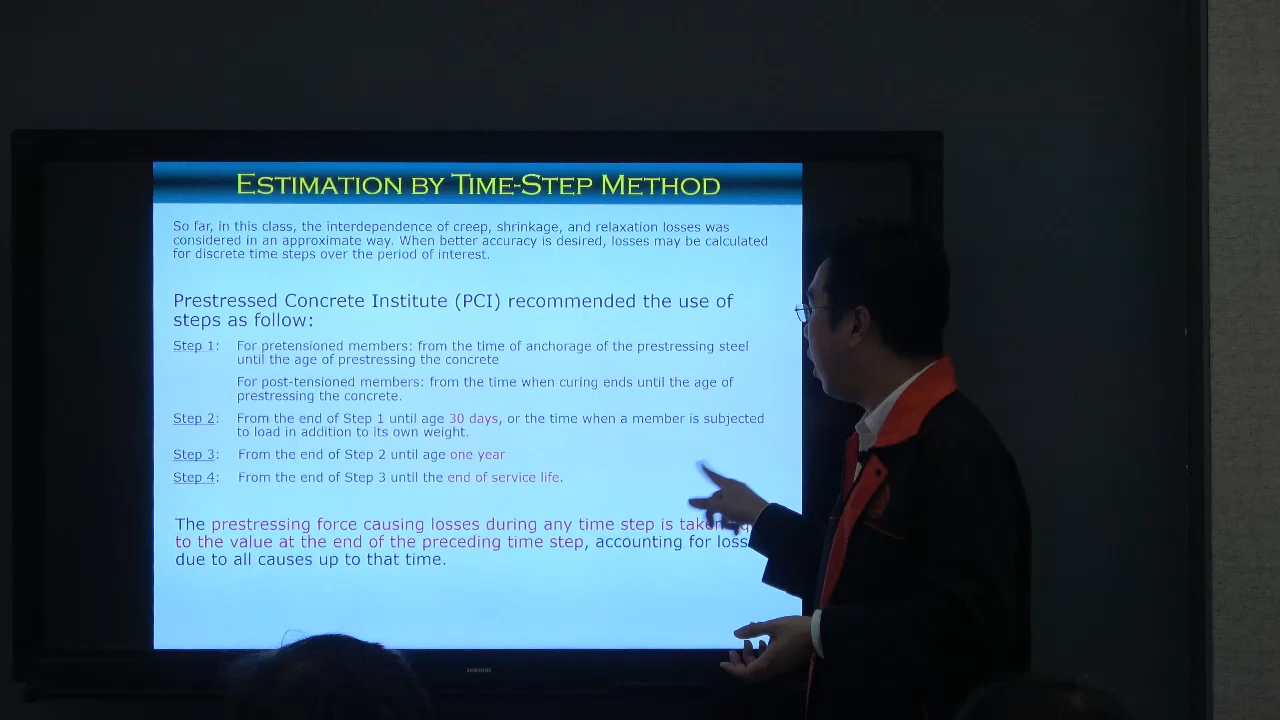 ESTIMATION BY TIME-STEP METHOD
So far, in this class, the interdependence of creep, shrinkage, and relaxation losses was
considered in an approximate way. When better accuracy is desired, losses may be calculated
for discrete time steps over the period of interest.
Prestressed Concrete Institute (PCI) recommended the use of
steps as follow:
Step 1: For pretensioned members: from the time of anchorage of the prestressing steel
until the age of prestressing the concrete
For post-tensioned members: from the time when curing ends until the age of
prestressing the concrete.
Step 2: From the end of Step 1 until age 30 days, or the time when a member is subjected
to load in addition to its own weight.
Step 3: From the end of Step 2 until age one year
Step 4: From the end of Step 3 until the end of service life.
The prestressing force causing losses during any time step is
to the value at the end of the preceding time step, accounting for
due to all causes up to that time.
SAMSUNG